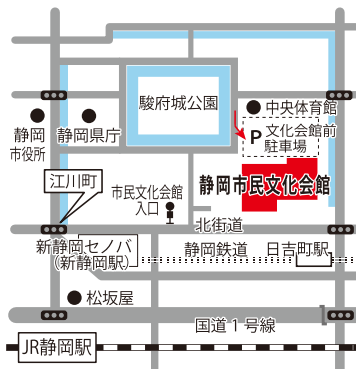 駿府城公園
中央体育館
P 文化会館前
駐車場
静岡
市役所
静岡県庁
静岡市民文化会館
江川町
市民文化会館
入口
北街道
新静岡セノバ
(新静岡駅)
静岡鉄道
日吉町駅
松坂屋
国道1号線
JR静岡駅